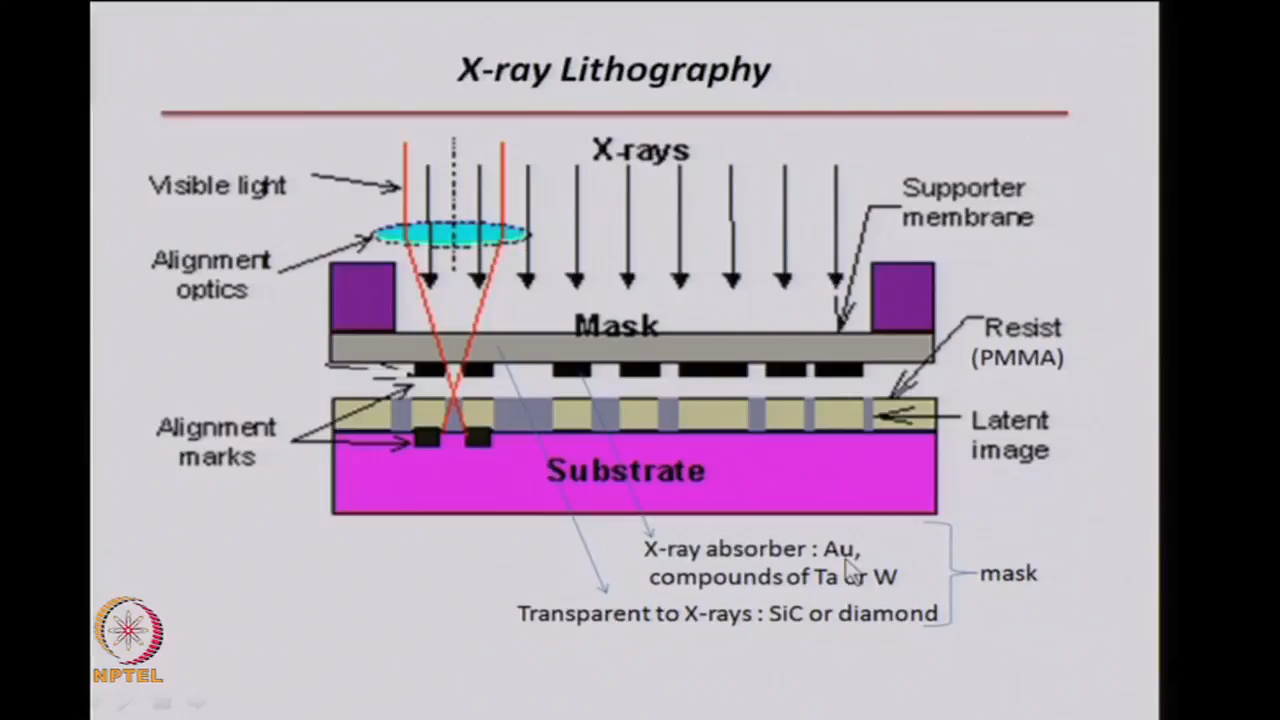 X-ray Lithography
X-rays
Visible light
Supporter
membrane
Alignment
optics
Mask
Resist
(PMMA)
Alignment
marks
Latent
image
Substrate
X-ray absorber : Au,
compounds of Ta or W
mask
Transparent to X-rays : SiC or diamond
NPTEL